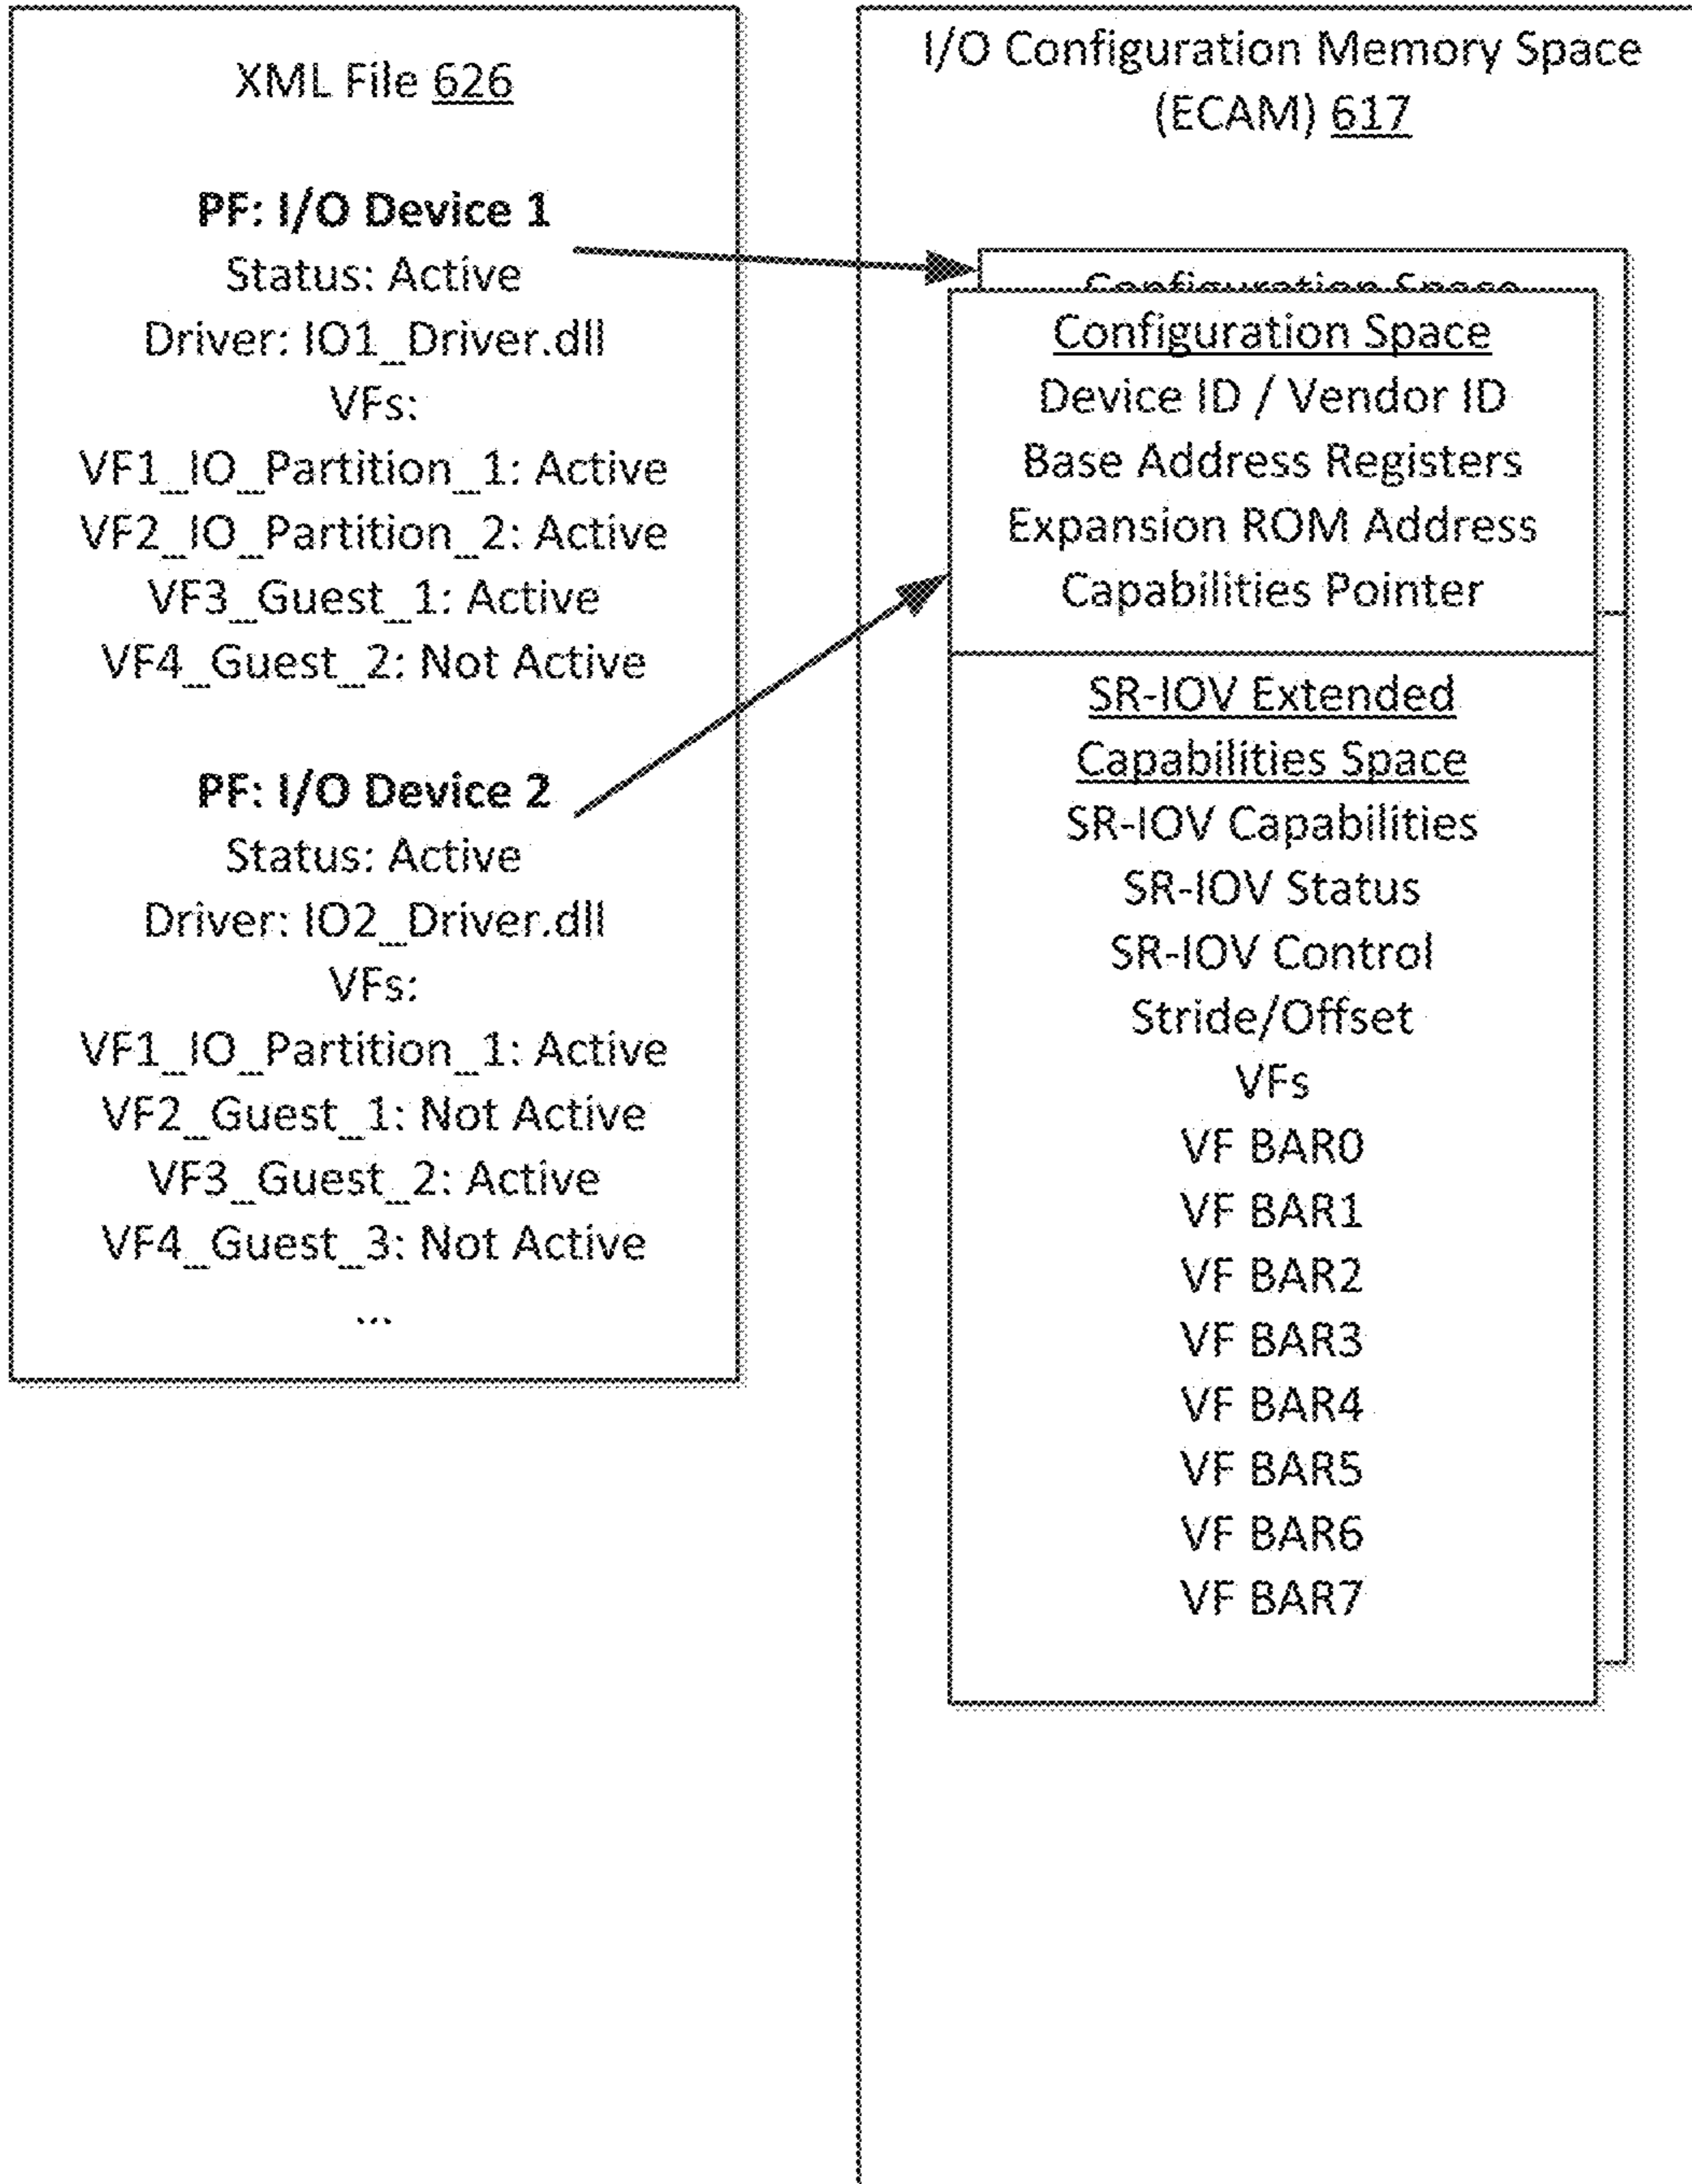 XML File 626
PF: I/O Device 1
Status: Active
Driver: IO1_Driver.dll
VFs:
VF1_IO_Partition_1: Active
VF2_IO_Partition_2: Active
VF3_Guest_1: Active
VF4_Guest_2: Not Active
PF: I/O Device 2
Status: Active
Driver: IO2_Driver.dll
VFs:
VF1_IO_Partition_1: Active
VF2_Guest_1: Not Active
VF3_Guest_2: Active
VF4_Guest_3: Not Active
...
I/O Configuration Memory Space
(ECAM) 617
Configuration Space
Configuration Space
Device ID / Vendor ID
Base Address Registers
Expansion ROM Address
Capabilities Pointer
SR-IOV Extended
Capabilities Space
SR-IOV Capabilities
SR-IOV Status
SR-IOV Control
Stride/Offset
VFs
VF BAR0
VF BAR1
VF BAR2
VF BAR3
VF BAR4
VF BAR5
VF BAR6
VF BAR7